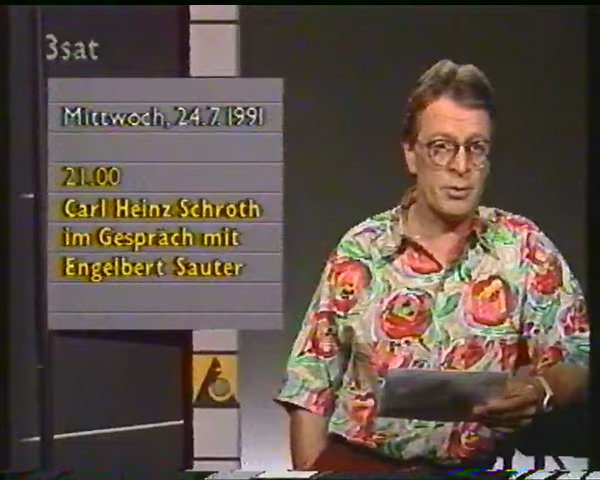 3sat
Mittwoch, 24.7.1991
21.00
Carl Heinz Schroth
im Gespräch mit
Engelbert Sauter